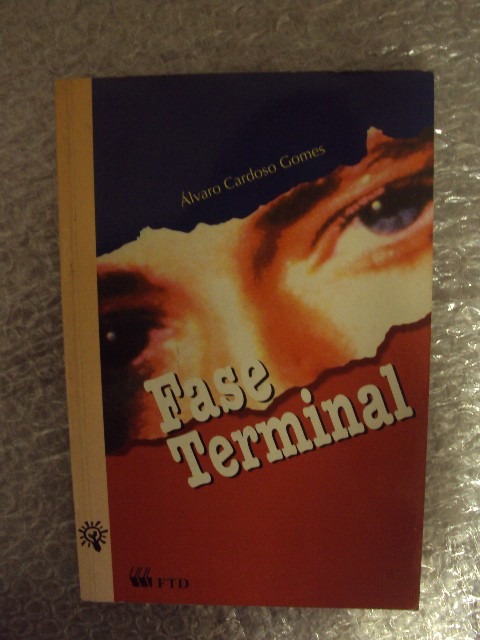 Álvaro Cardoso Gomes
Fase
Terminal
FTD